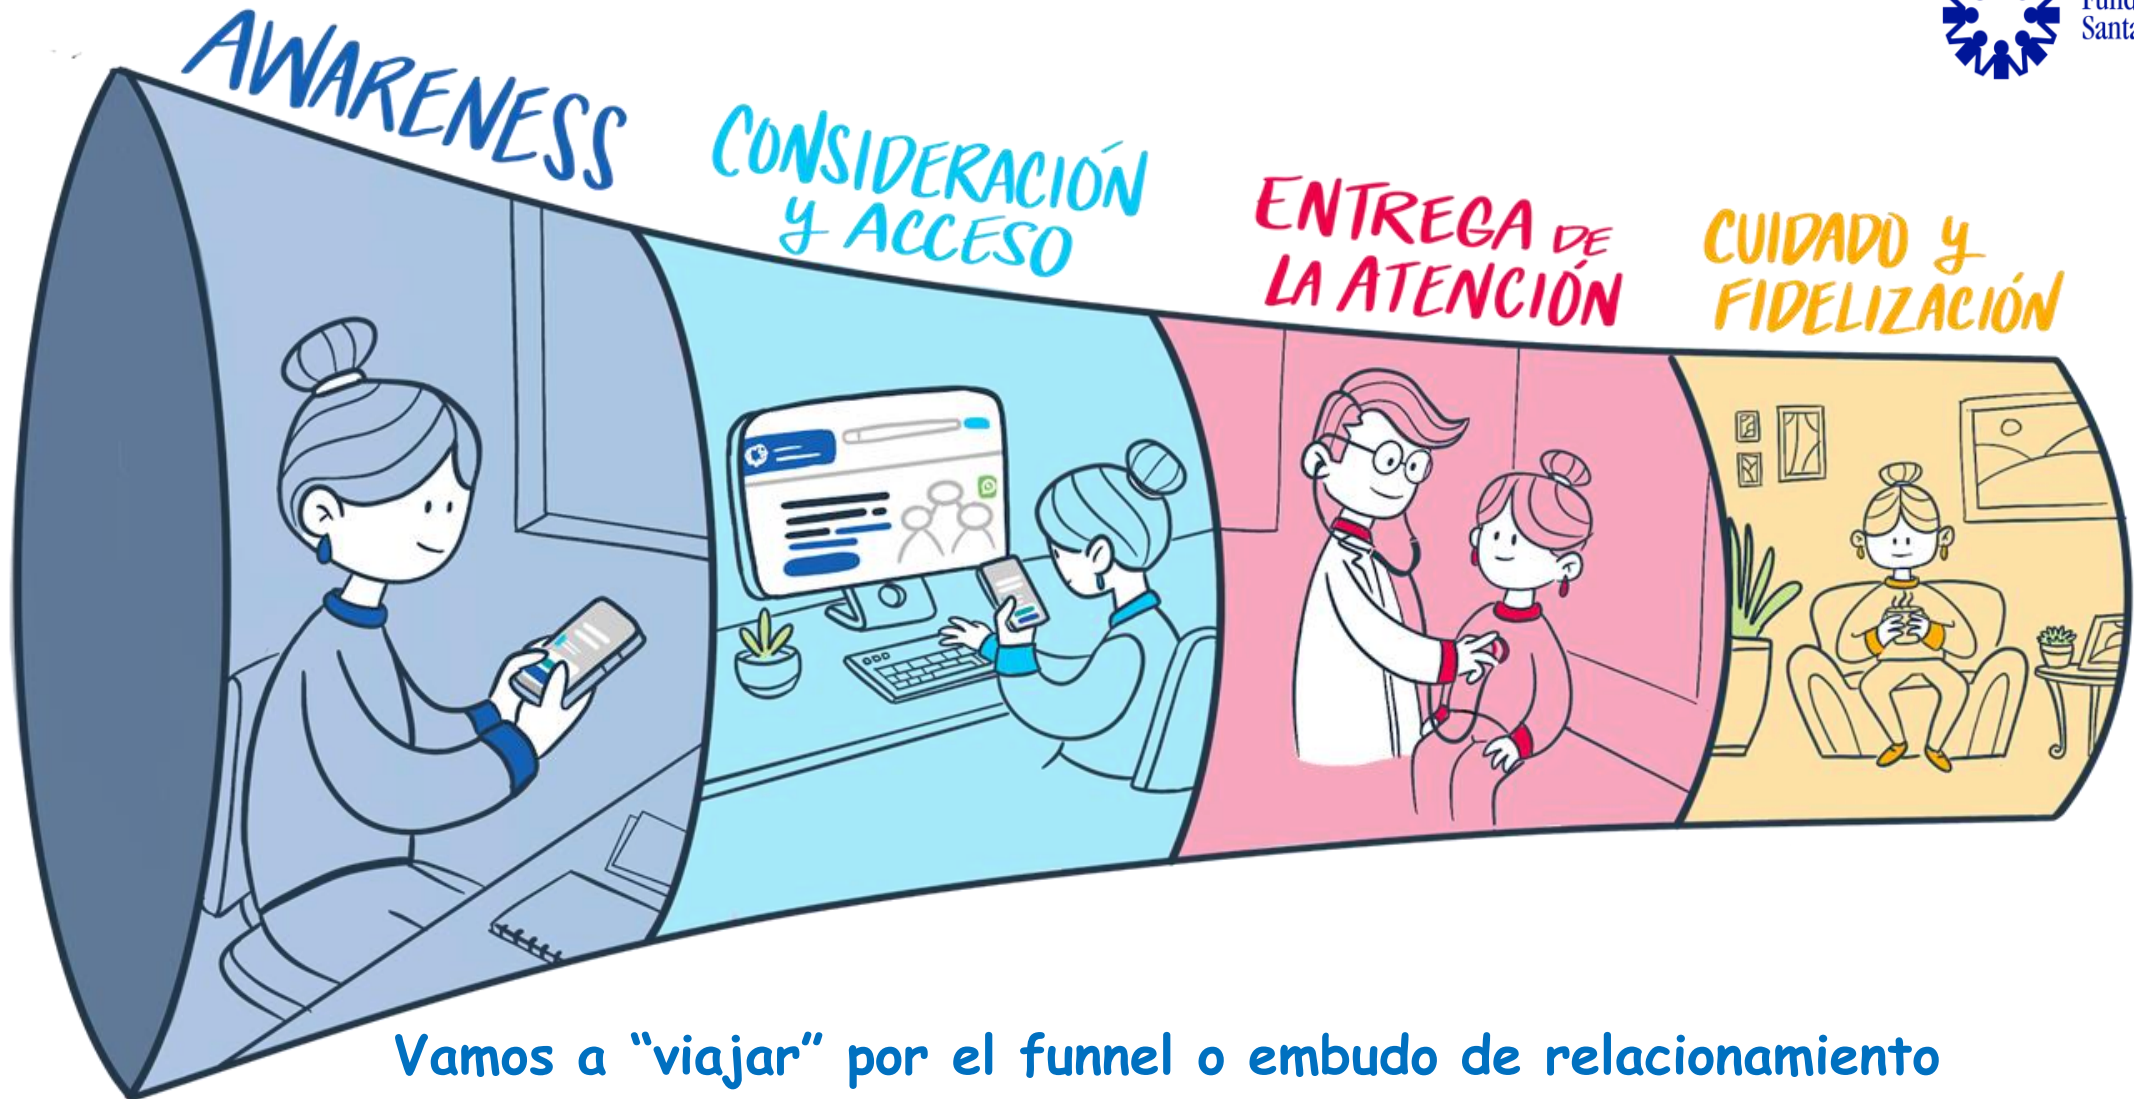 AWARENESS
CONSIDERACIÓN
y ACCESO
ENTREGA DE
LA ATENCIÓN
CUIDADO y
FIDELIZACIÓN
Vamos a “viajar” por el funnel o embudo de relacionamiento